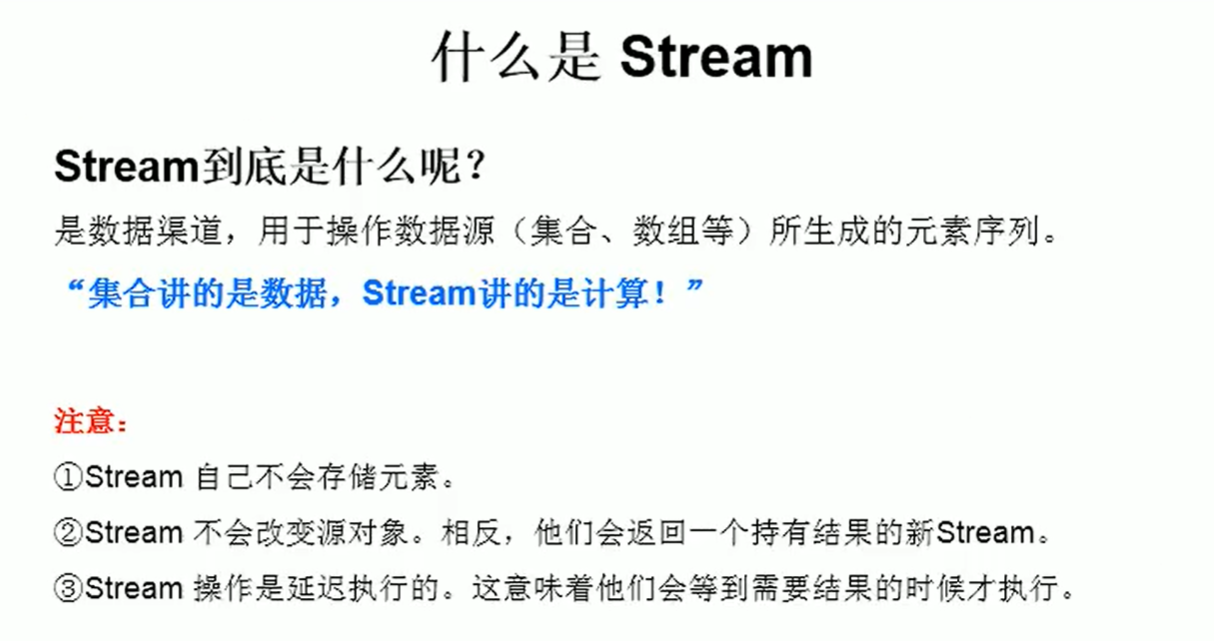 什么是 Stream
Stream到底是什么呢？
是数据渠道，用于操作数据源（集合、数组等）所生成的元素序列。
“集合讲的是数据，Stream讲的是计算！”
注意：
①Stream 自己不会存储元素。
②Stream 不会改变源对象。相反，他们会返回一个持有结果的新Stream。
③Stream 操作是延迟执行的。这意味着他们会等到需要结果的时候才执行。